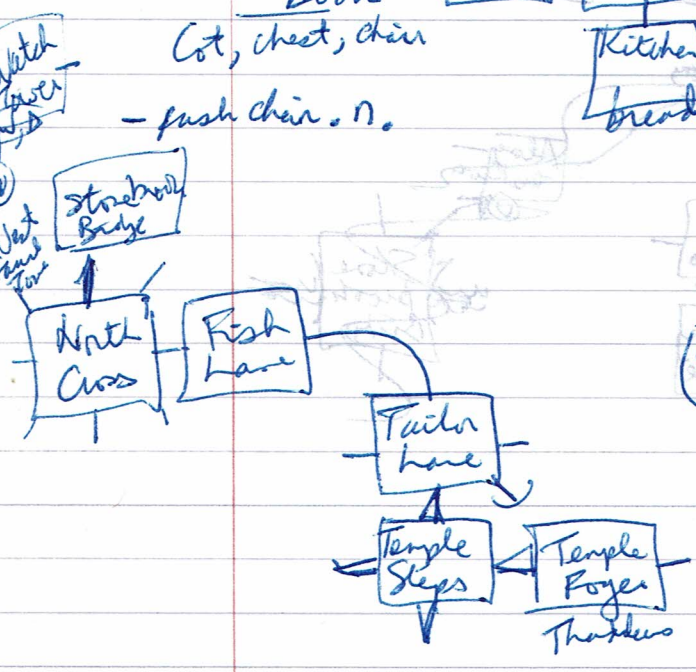 Cot, chest, chair
Kitchen
Watch
Tower
- push chair. n.
bread
Bridge
West
North
Cross
Fish
Lane
Tailor
Lane
Temple
Steps
Temple
Foyer